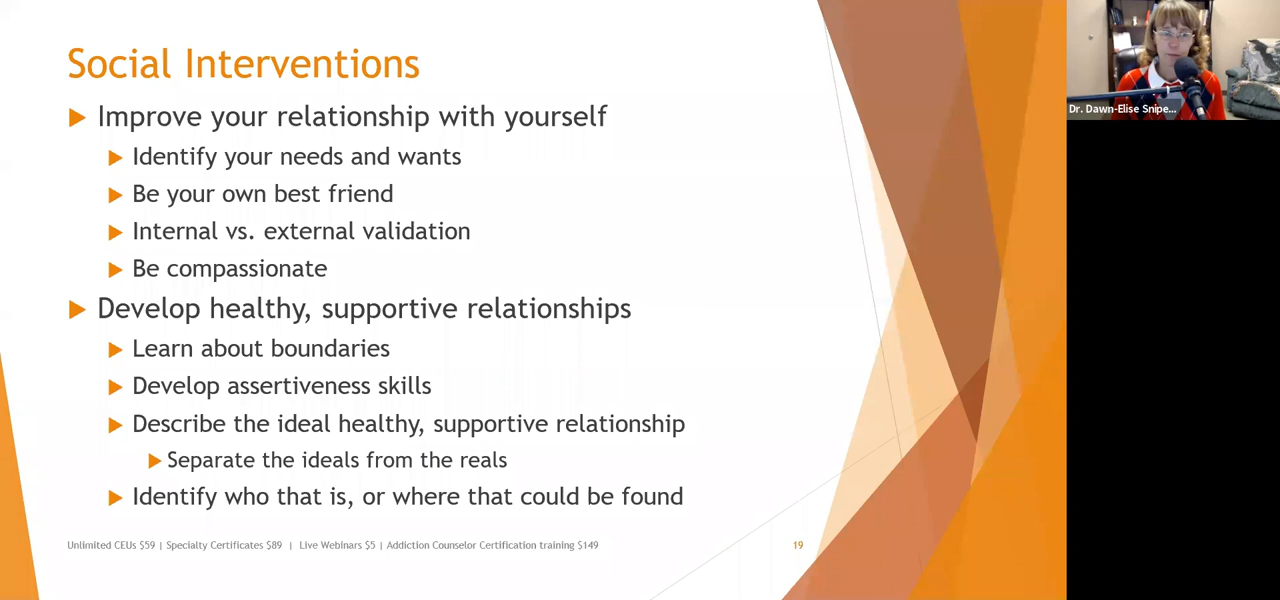 Social Interventions
Improve your relationship with yourself
Identify your needs and wants
Be your own best friend
Internal vs. external validation
Be compassionate
Develop healthy, supportive relationships
Learn about boundaries
Develop assertiveness skills
Describe the ideal healthy, supportive relationship
Separate the ideals from the reals
Identify who that is, or where that could be found
Unlimited CEUs $59 | Specialty Certificates $89 | Live Webinars $5 | Addiction Counselor Certification training $149
19
Dr. Dawn-Elise Snipe...